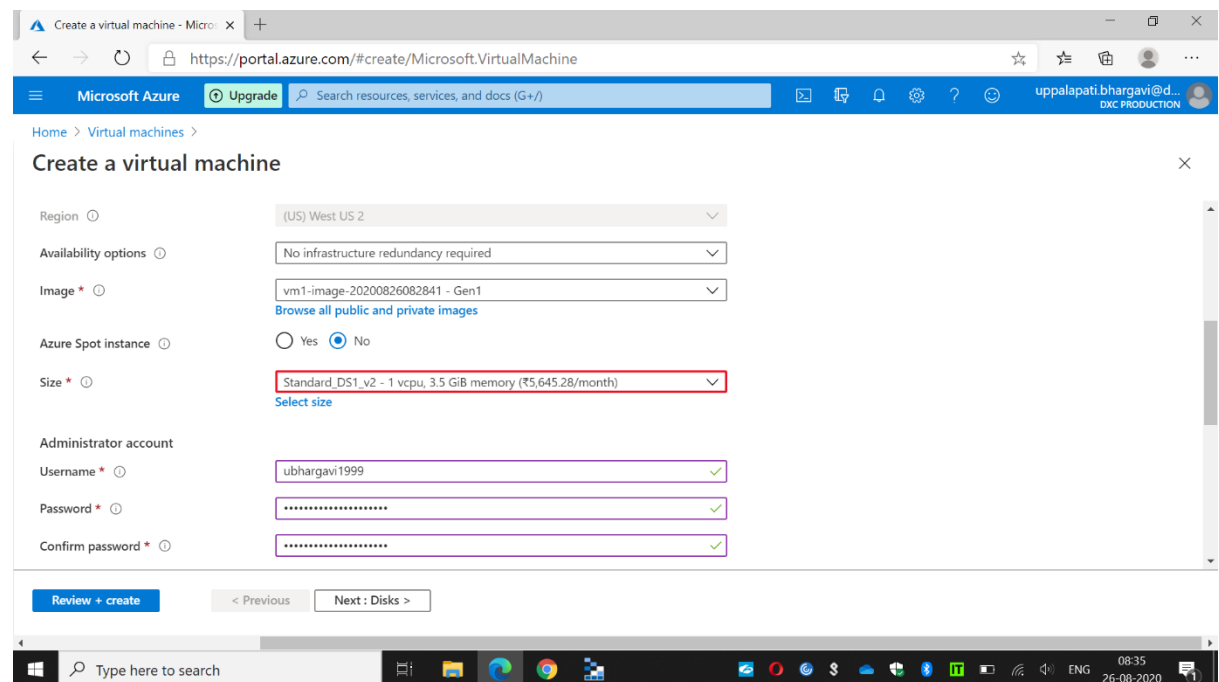 Create a virtual machine - Micros
https://portal.azure.com/#create/Microsoft.VirtualMachine
Microsoft Azure Upgrade Search resources, services, and docs (G+/) uppalapati.bhargavi@d...
DXC PRODUCTION
Home > Virtual machines >
Create a virtual machine
Region (US) West US 2
Availability options No infrastructure redundancy required
Image * vm1-image-20200826082841 - Gen1
Browse all public and private images
Azure Spot instance Yes No
Size * Standard_DS1_v2 - 1 vcpu, 3.5 GiB memory (₹5,645.28/month)
Select size
Administrator account
Username * ubhargavi1999
Password * •••••••••••••••••••••
Confirm password * •••••••••••••••••••••
Review + create < Previous Next : Disks >
Type here to search ENG 08:35
26-08-2020